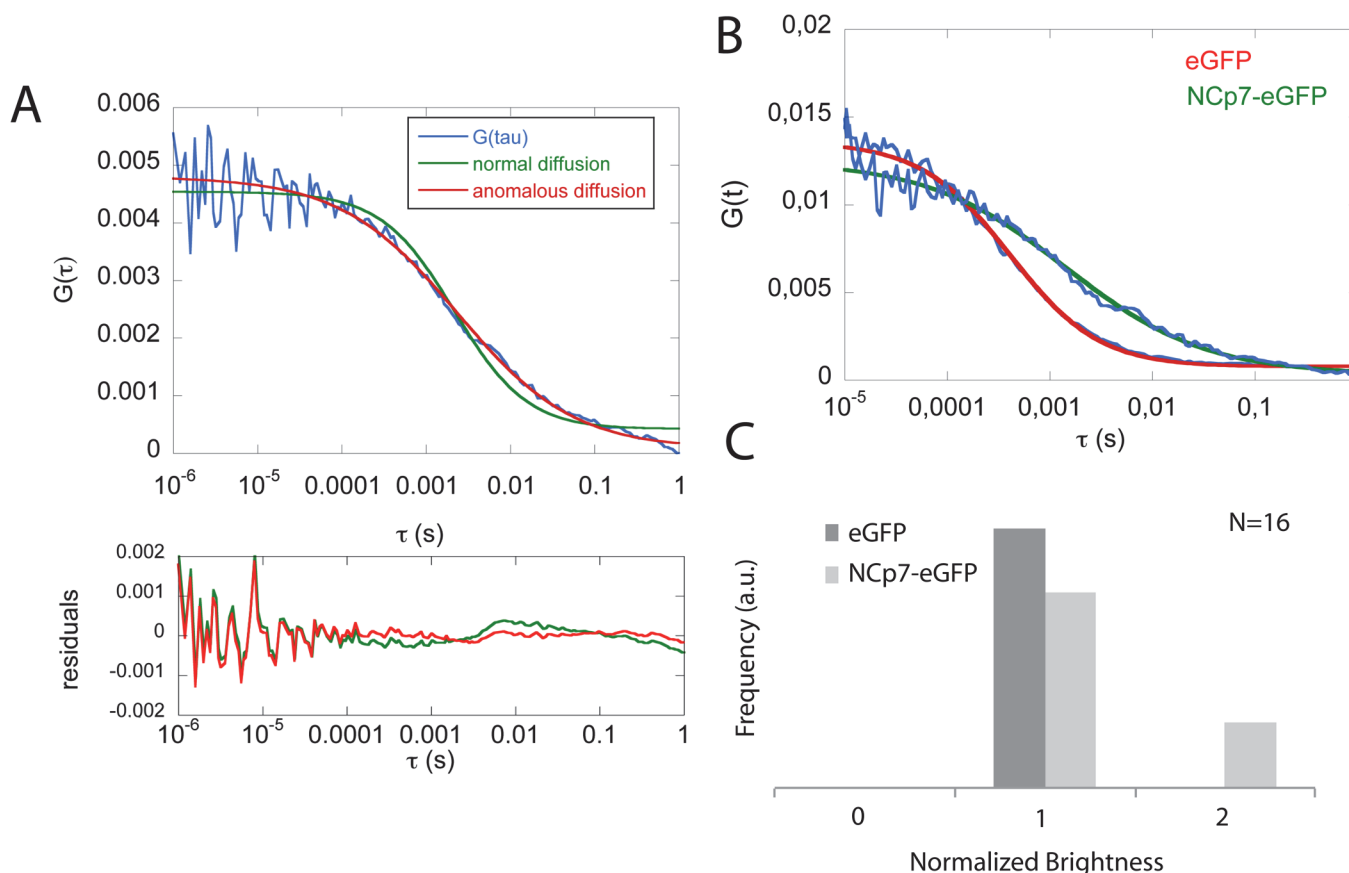 A
0.006
0.005
0.004
0.003
0.002
0.001
0
G(τ)
G(tau)
normal diffusion
anomalous diffusion
10-6 10-5 0.0001 0.001 0.01 0.1 1
τ (s)
0.002
0.001
0
-0.001
-0.002
residuals
10-6 10-5 0.0001 0.001 0.01 0.1 1
τ (s)
B
0,02
0,015
0,01
0,005
0
G(t)
eGFP
NCp7-eGFP
10-5 0,0001 0,001 0,01 0,1
τ (s)
C
eGFP
NCp7-eGFP
N=16
Frequency (a.u.)
0 1 2
Normalized Brightness